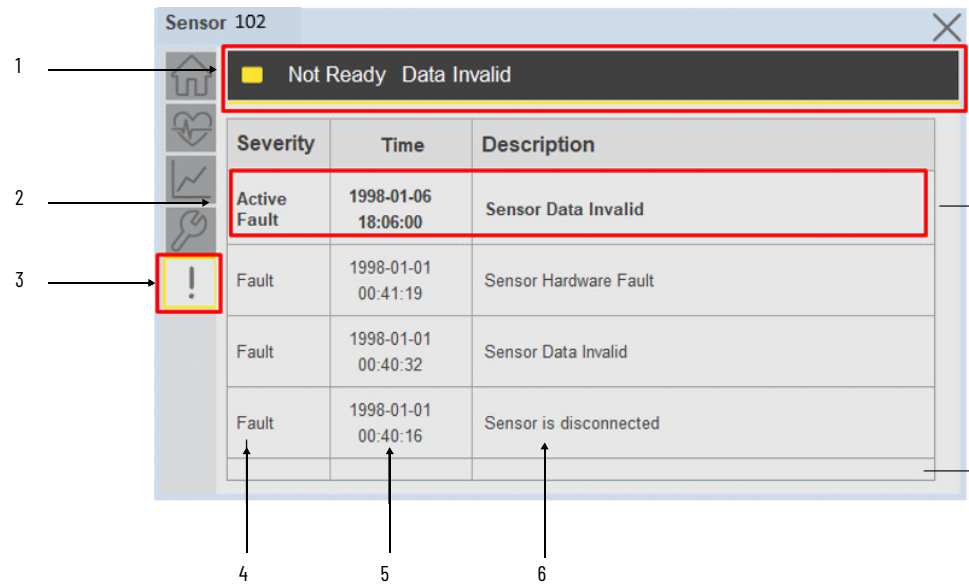 Sensor 102
1
Not Ready Data Invalid
Severity Time Description
2
Active
Fault
1998-01-06
18:06:00
Sensor Data Invalid
3
!
Fault
1998-01-01
00:41:19
Sensor Hardware Fault
Fault
1998-01-01
00:40:32
Sensor Data Invalid
Fault
1998-01-01
00:40:16
Sensor is disconnected
4 5 6